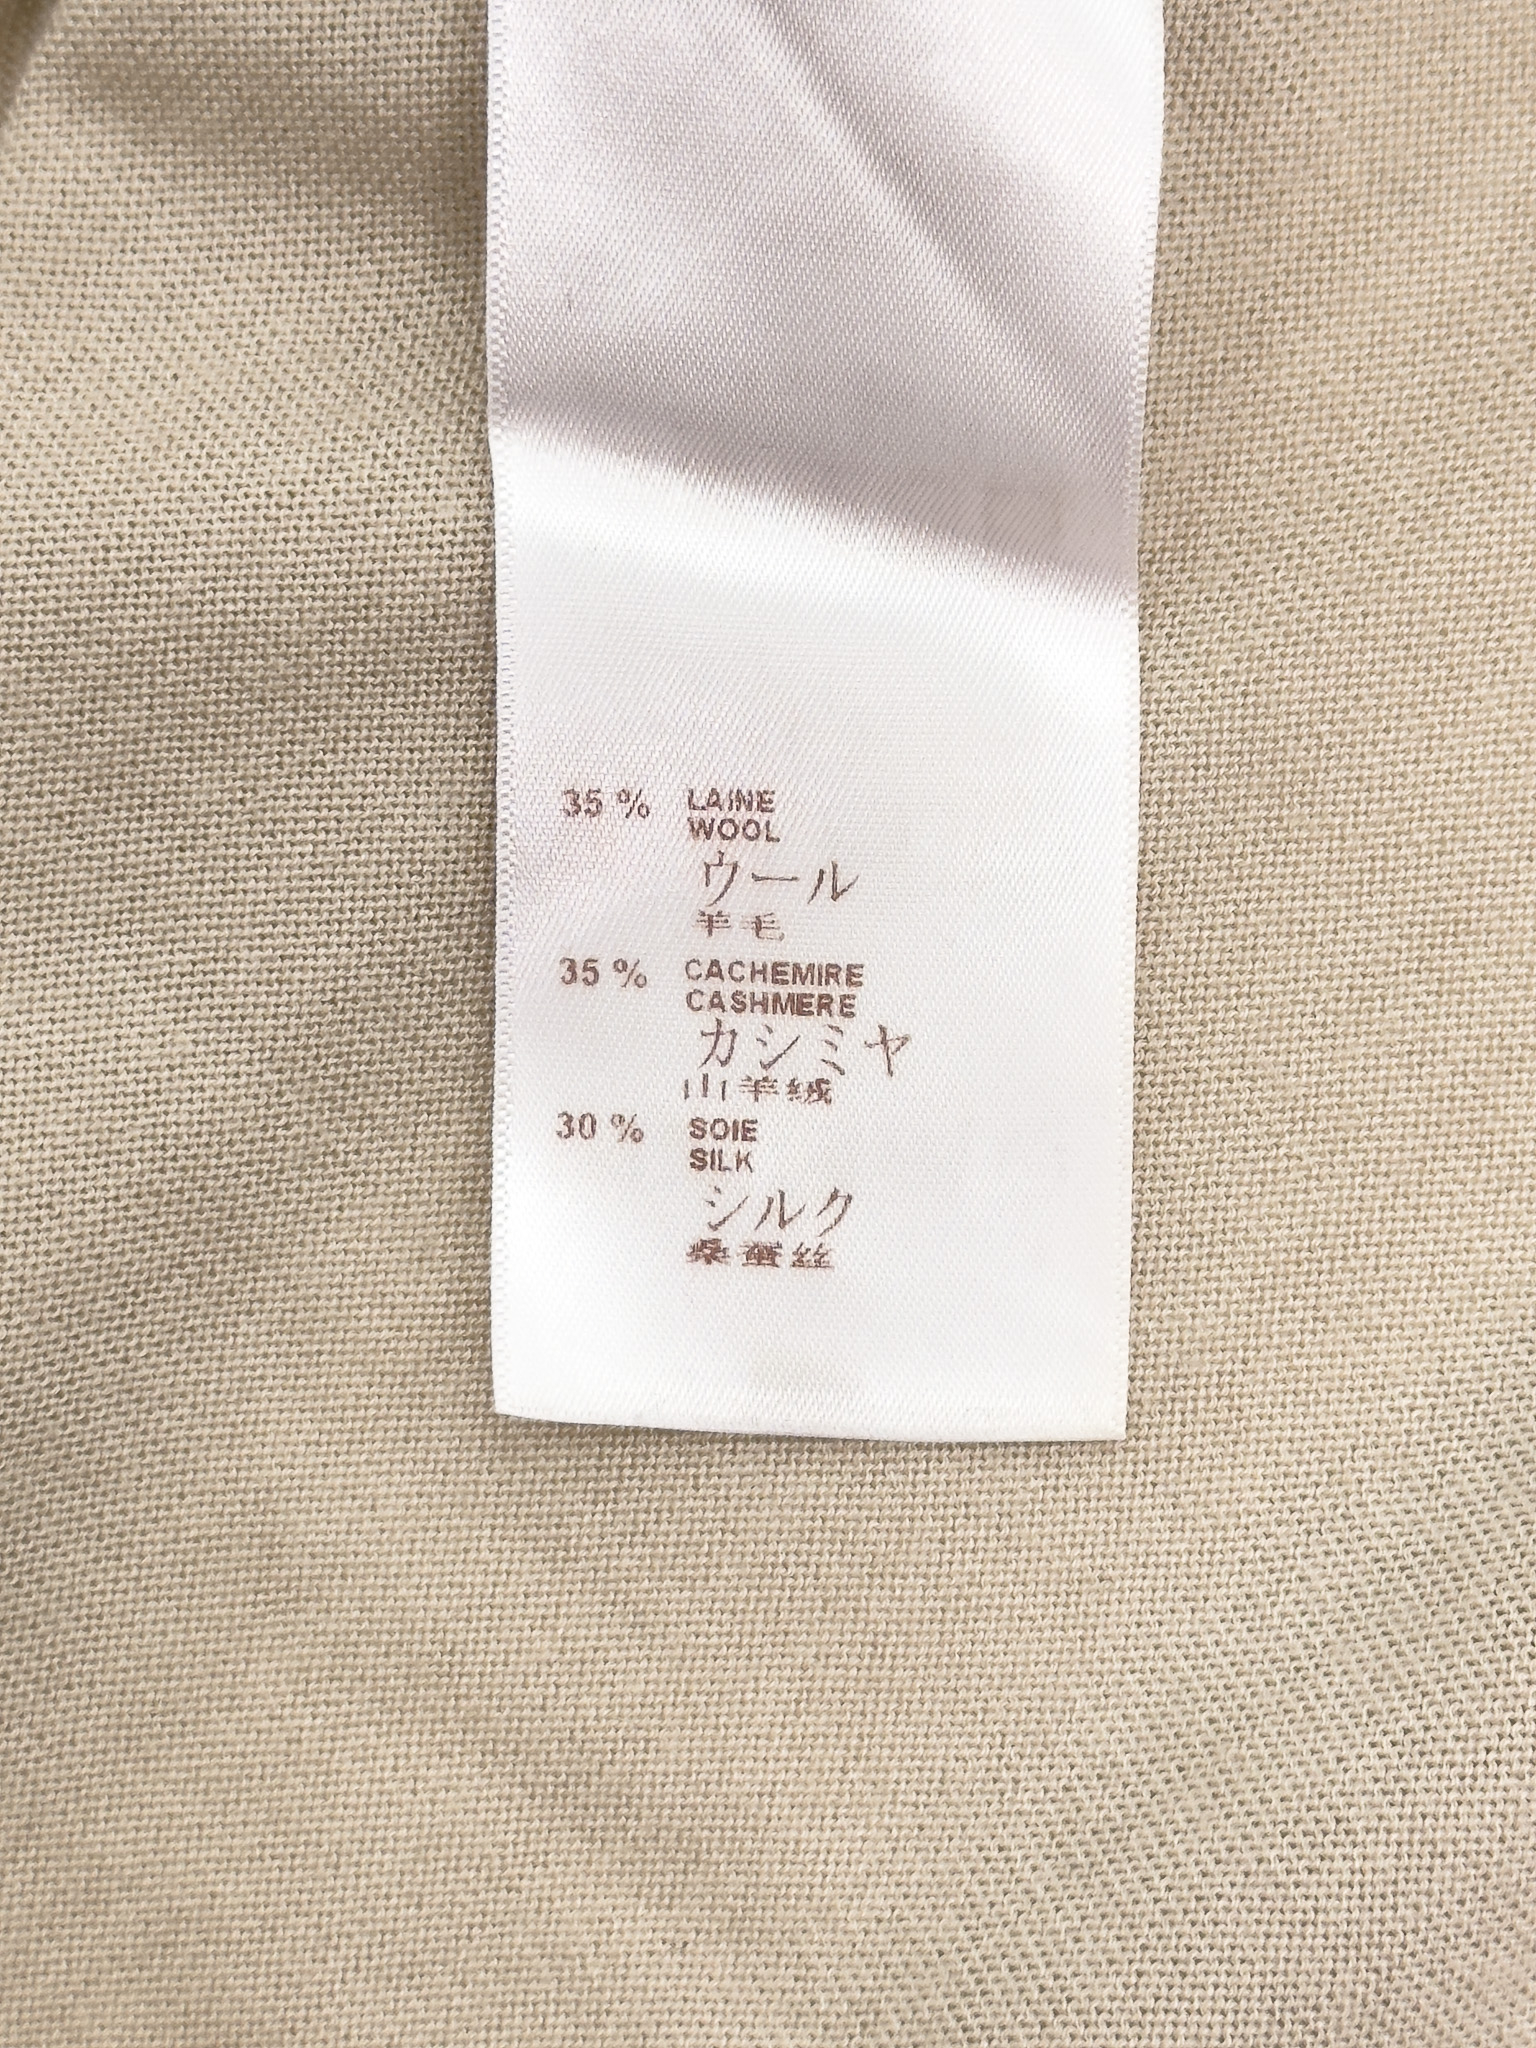 35 % LAINE
WOOL
ウール
羊毛
35 % CACHEMIRE
CASHMERE
カシミヤ
山羊绒
30 % SOIE
SILK
シルク
桑蚕丝